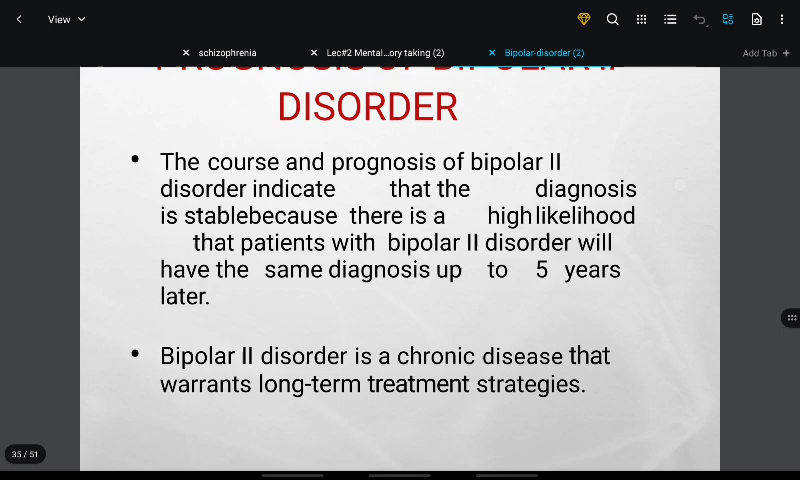 View
schizophrenia
Lec#2 Mental...ory taking (2)
Bipolar-disorder (2)
Add Tab +
DISORDER
• The course and prognosis of bipolar II
disorder indicate that the diagnosis
is stablebecause there is a high likelihood
that patients with bipolar II disorder will
have the same diagnosis up to 5 years
later.
• Bipolar II disorder is a chronic disease that
warrants long-term treatment strategies.
35 / 51